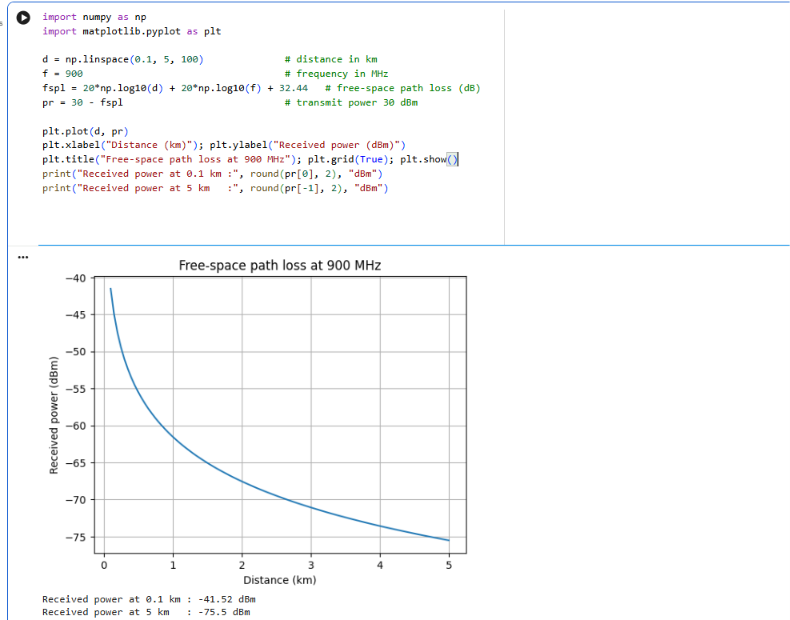 import numpy as np
import matplotlib.pyplot as plt
d = np.linspace(0.1, 5, 100)              # distance in km
f = 900                                   # frequency in MHz
fspl = 20*np.log10(d) + 20*np.log10(f) + 32.44   # free-space path loss (dB)
pr = 30 - fspl                            # transmit power 30 dBm
plt.plot(d, pr)
plt.xlabel("Distance (km)"); plt.ylabel("Received power (dBm)")
plt.title("Free-space path loss at 900 MHz"); plt.grid(True); plt.show()
print("Received power at 0.1 km :", round(pr[0], 2), "dBm")
print("Received power at 5 km   :", round(pr[-1], 2), "dBm")
Free-space path loss at 900 MHz
−40
−45
−50
−55
−60
−65
−70
−75
Received power (dBm)
0 1 2 3 4 5
Distance (km)
Received power at 0.1 km : -41.52 dBm
Received power at 5 km   : -75.5 dBm